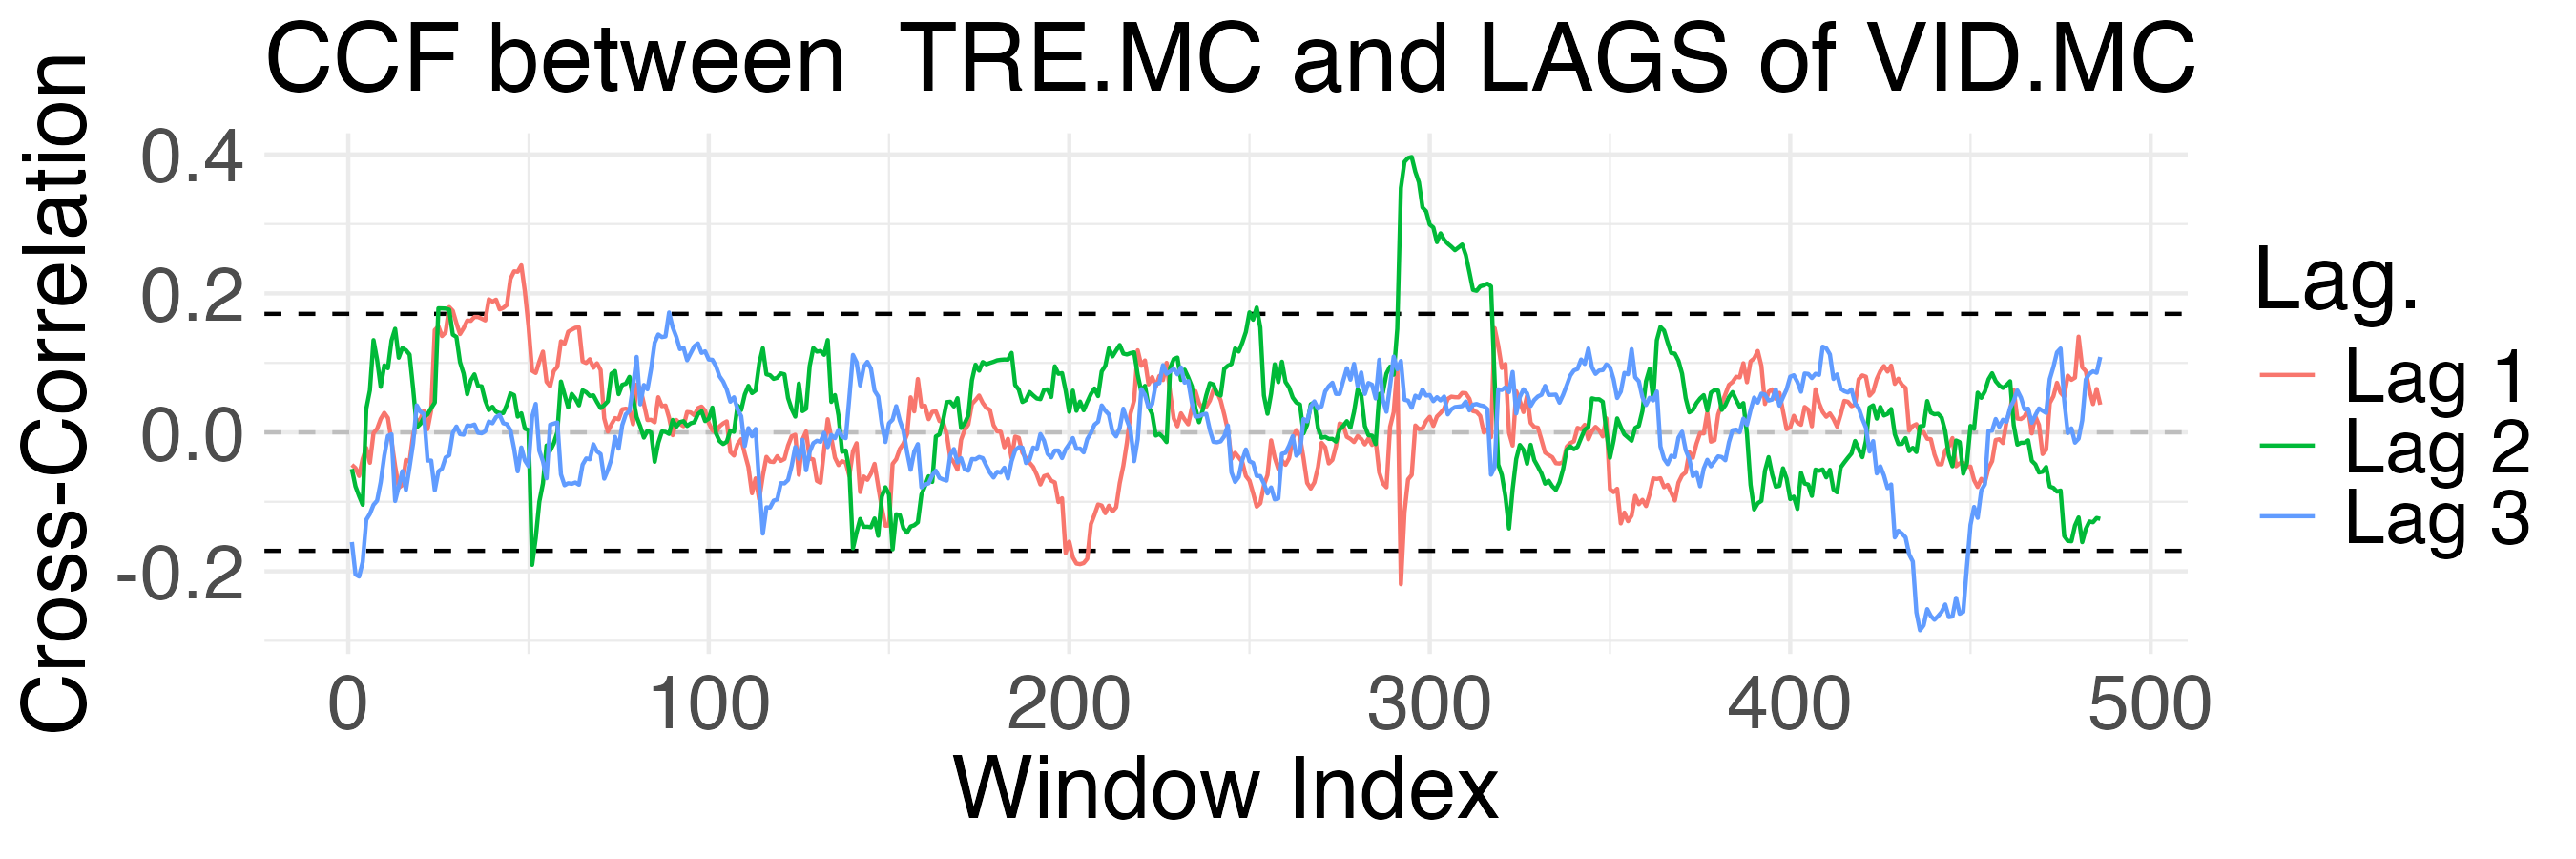 CCF between  TRE.MC and LAGS of VID.MC
Cross-Correlation
0.4
0.2
0.0
-0.2
0 100 200 300 400 500
Window Index
Lag.
Lag 1
Lag 2
Lag 3